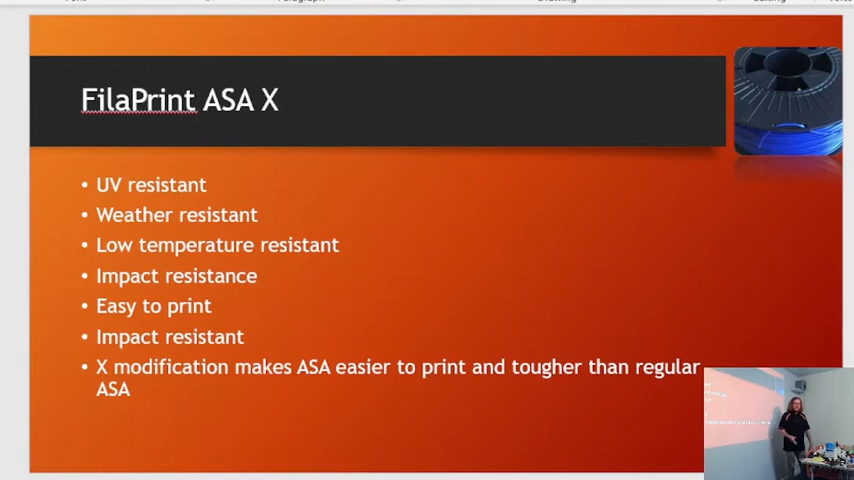 FilaPrint ASA X
• UV resistant
• Weather resistant
• Low temperature resistant
• Impact resistance
• Easy to print
• Impact resistant
• X modification makes ASA easier to print and tougher than regular
ASA